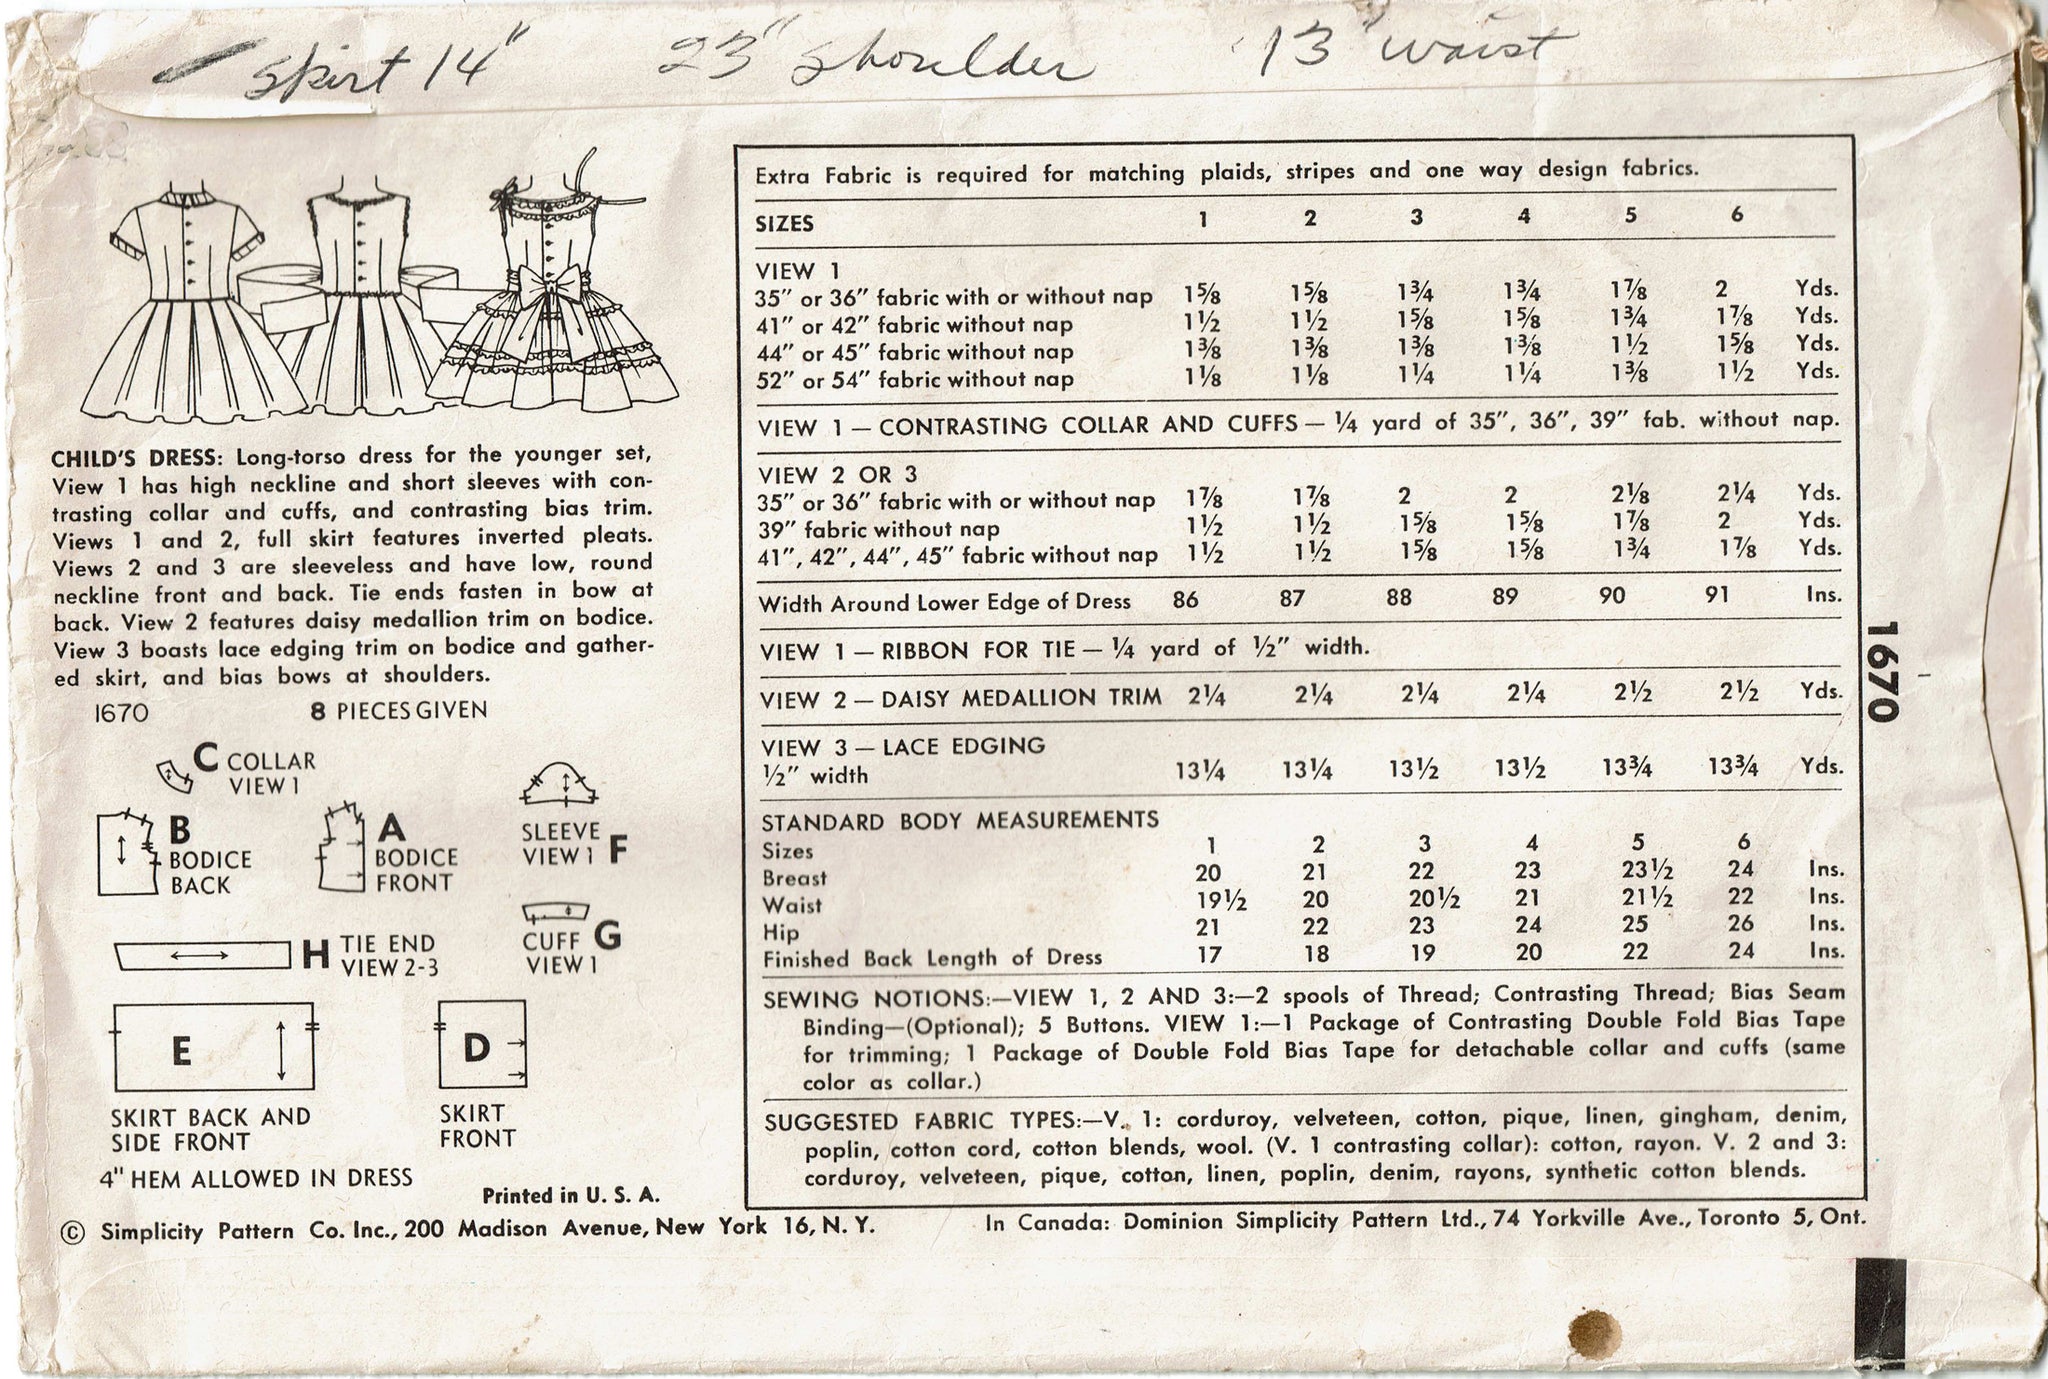 Skirt 14" 23" Shoulder 13" waist
Extra Fabric is required for matching plaids, stripes and one way design fabrics.
SIZES 1 2 3 4 5 6
VIEW 1
35" or 36" fabric with or without nap 1⅝ 1⅝ 1¾ 1¾ 1⅞ 2 Yds.
41" or 42" fabric without nap 1½ 1½ 1⅝ 1⅝ 1¾ 1⅞ Yds.
44" or 45" fabric without nap 1⅜ 1⅜ 1⅜ 1⅜ 1½ 1⅝ Yds.
52" or 54" fabric without nap 1⅛ 1⅛ 1¼ 1¼ 1⅜ 1½ Yds.
VIEW 1 — CONTRASTING COLLAR AND CUFFS — ¼ yard of 35", 36", 39" fab. without nap.
VIEW 2 OR 3
35" or 36" fabric with or without nap 1⅞ 1⅞ 2 2 2⅛ 2¼ Yds.
39" fabric without nap 1½ 1½ 1⅝ 1⅝ 1⅞ 2 Yds.
41", 42", 44", 45" fabric without nap 1½ 1½ 1⅝ 1⅝ 1¾ 1⅞ Yds.
Width Around Lower Edge of Dress 86 87 88 89 90 91 Ins.
VIEW 1 — RIBBON FOR TIE — ¼ yard of ½" width.
VIEW 2 — DAISY MEDALLION TRIM 2¼ 2¼ 2¼ 2¼ 2½ 2½ Yds.
VIEW 3 — LACE EDGING
½" width 13¼ 13¼ 13½ 13½ 13¾ 13¾ Yds.
STANDARD BODY MEASUREMENTS
Sizes 1 2 3 4 5 6
Breast 20 21 22 23 23½ 24 Ins.
Waist 19½ 20 20½ 21 21½ 22 Ins.
Hip 21 22 23 24 25 26 Ins.
Finished Back Length of Dress 17 18 19 20 22 24 Ins.
SEWING NOTIONS:—VIEW 1, 2 AND 3:—2 spools of Thread; Contrasting Thread; Bias Seam
Binding—(Optional); 5 Buttons. VIEW 1:—1 Package of Contrasting Double Fold Bias Tape
for trimming; 1 Package of Double Fold Bias Tape for detachable collar and cuffs (same
color as collar.)
SUGGESTED FABRIC TYPES:—V. 1: corduroy, velveteen, cotton, pique, linen, gingham, denim,
poplin, cotton cord, cotton blends, wool. (V. 1 contrasting collar): cotton, rayon. V. 2 and 3:
corduroy, velveteen, pique, cotton, linen, poplin, denim, rayons, synthetic cotton blends.
1670
CHILD'S DRESS: Long-torso dress for the younger set,
View 1 has high neckline and short sleeves with con-
trasting collar and cuffs, and contrasting bias trim.
Views 1 and 2, full skirt features inverted pleats.
Views 2 and 3 are sleeveless and have low, round
neckline front and back. Tie ends fasten in bow at
back. View 2 features daisy medallion trim on bodice.
View 3 boasts lace edging trim on bodice and gather-
ed skirt, and bias bows at shoulders.
1670 8 PIECES GIVEN
C COLLAR
VIEW 1
B BODICE
BACK
A BODICE
FRONT
SLEEVE
VIEW 1 F
H TIE END
VIEW 2-3
CUFF G
VIEW 1
E
SKIRT BACK AND
SIDE FRONT
D
SKIRT
FRONT
4" HEM ALLOWED IN DRESS
Printed in U. S. A.
© Simplicity Pattern Co. Inc., 200 Madison Avenue, New York 16, N. Y. In Canada: Dominion Simplicity Pattern Ltd., 74 Yorkville Ave., Toronto 5, Ont.